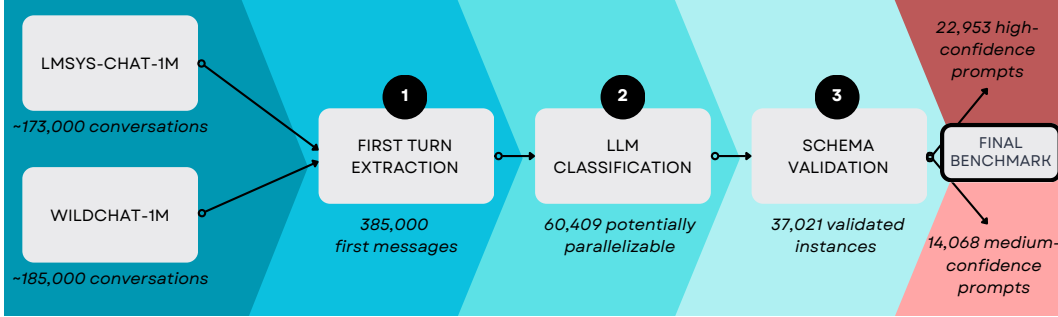 LMSYS-CHAT-1M
~173,000 conversations
WILDCHAT-1M
~185,000 conversations
1
FIRST TURN
EXTRACTION
385,000
first messages
2
LLM
CLASSIFICATION
60,409 potentially
parallelizable
3
SCHEMA
VALIDATION
37,021 validated
instances
22,953 high-
confidence
prompts
FINAL
BENCHMARK
14,068 medium-
confidence
prompts